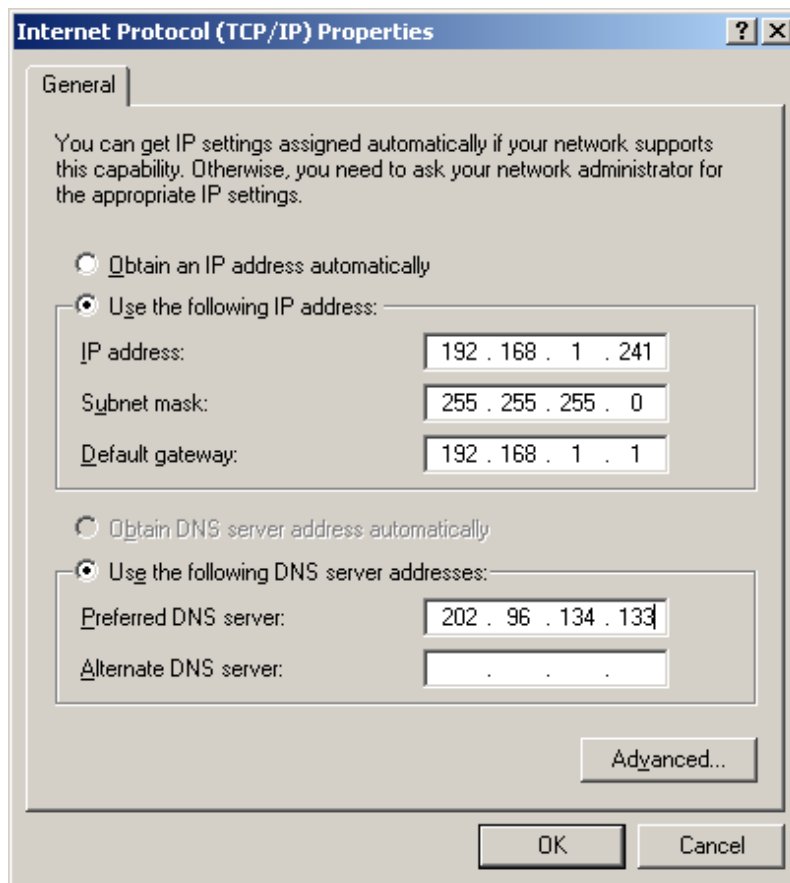 Internet Protocol (TCP/IP) Properties
General
You can get IP settings assigned automatically if your network supports
this capability. Otherwise, you need to ask your network administrator for
the appropriate IP settings.
Obtain an IP address automatically
Use the following IP address:
IP address: 192 . 168 . 1 . 241
Subnet mask: 255 . 255 . 255 . 0
Default gateway: 192 . 168 . 1 . 1
Obtain DNS server address automatically
Use the following DNS server addresses:
Preferred DNS server: 202 . 96 . 134 . 133
Alternate DNS server: . . .
Advanced...
OK Cancel